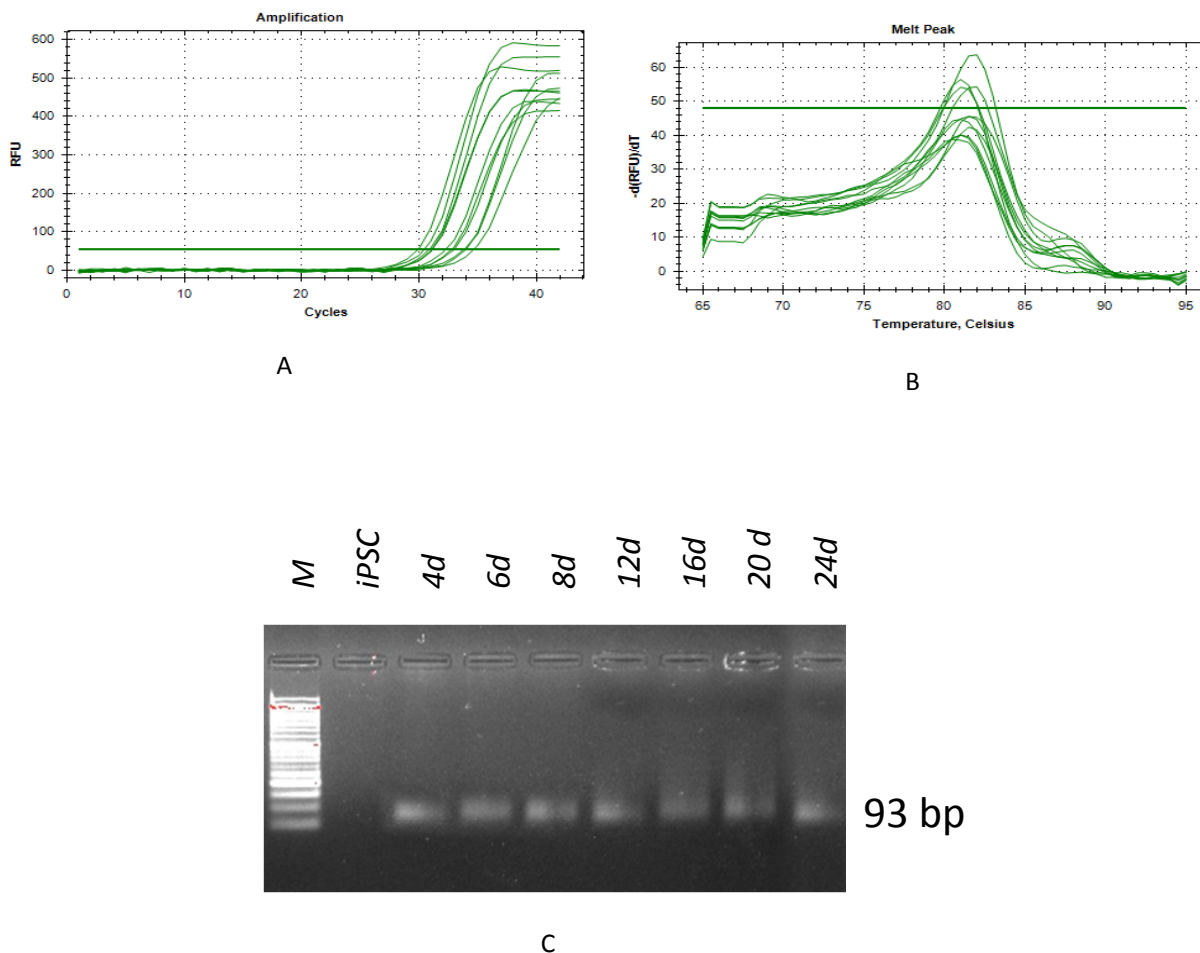 Amplification
600
500
400
300
200
100
0
RFU
0 10 20 30 40
Cycles
A
Melt Peak
60
50
40
30
20
10
0
-d(RFU)/dT
65 70 75 80 85 90 95
Temperature, Celsius
B
M iPSC 4d 6d 8d 12d 16d 20 d 24d
93 bp
C